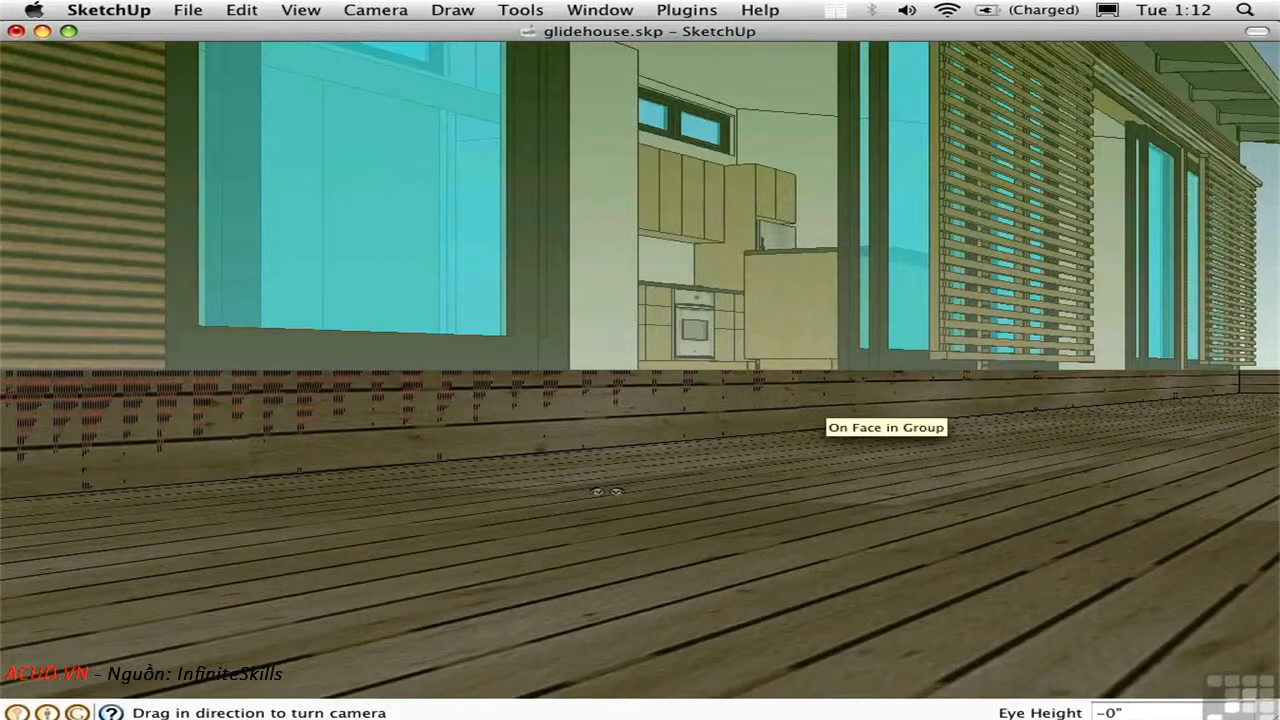 SketchUp File Edit View Camera Draw Tools Window Plugins Help (Charged) Tue 1:12
glidehouse.skp – SketchUp
On Face in Group
ACUD.VN - Nguồn: InfiniteSkills
Drag in direction to turn camera Eye Height –0"